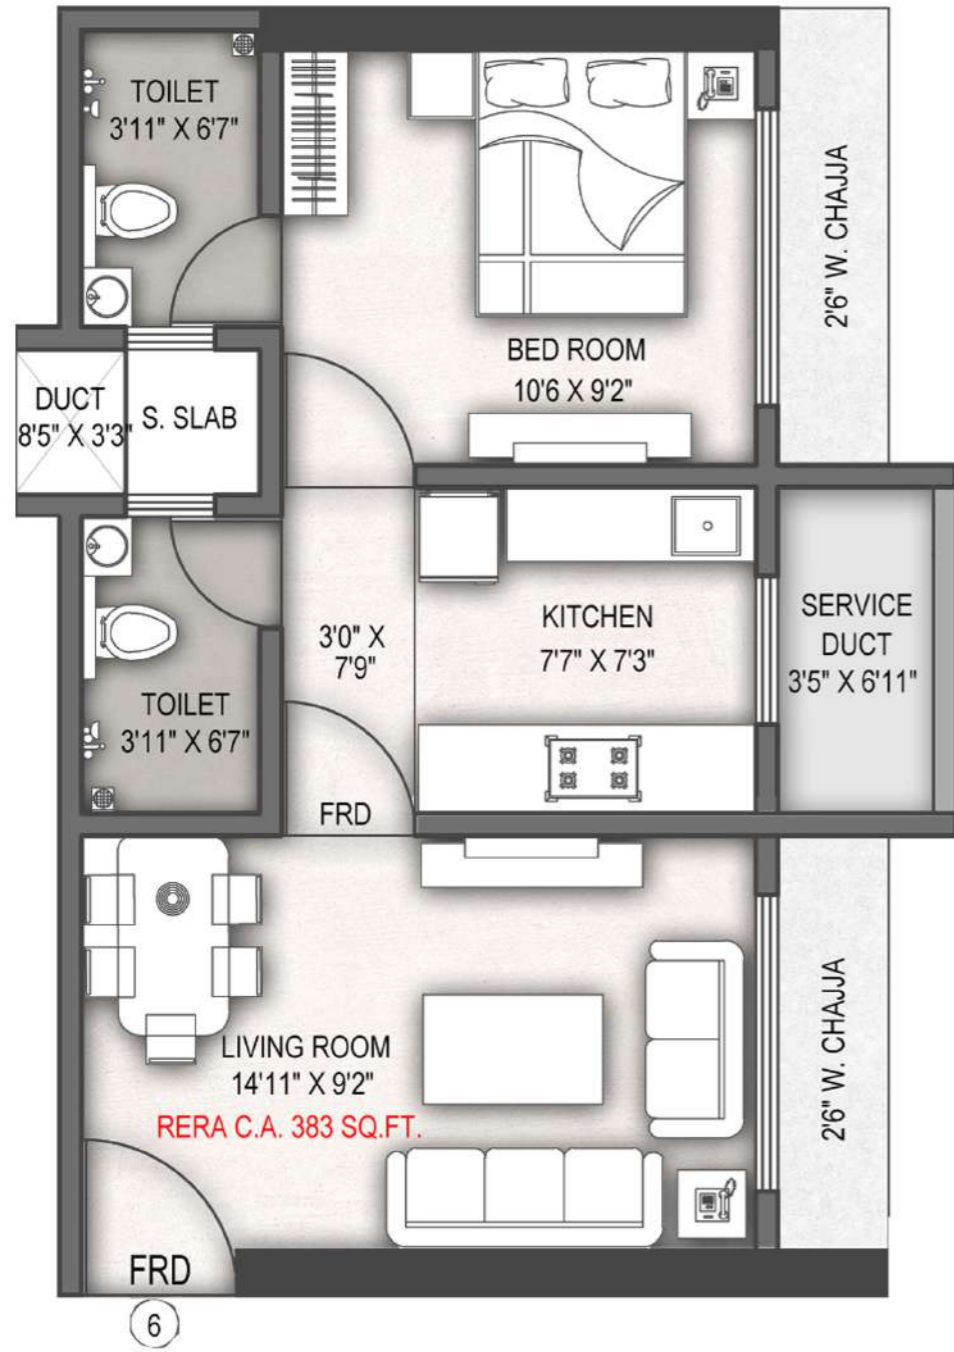 TOILET
3'11" X 6'7"
2'6" W. CHAJJA
BED ROOM
10'6 X 9'2"
DUCT
8'5" X 3'3"
S. SLAB
3'0" X
7'9"
KITCHEN
7'7" X 7'3"
SERVICE
DUCT
3'5" X 6'11"
TOILET
3'11" X 6'7"
FRD
LIVING ROOM
14'11" X 9'2"
RERA C.A. 383 SQ.FT.
2'6" W. CHAJJA
FRD
6